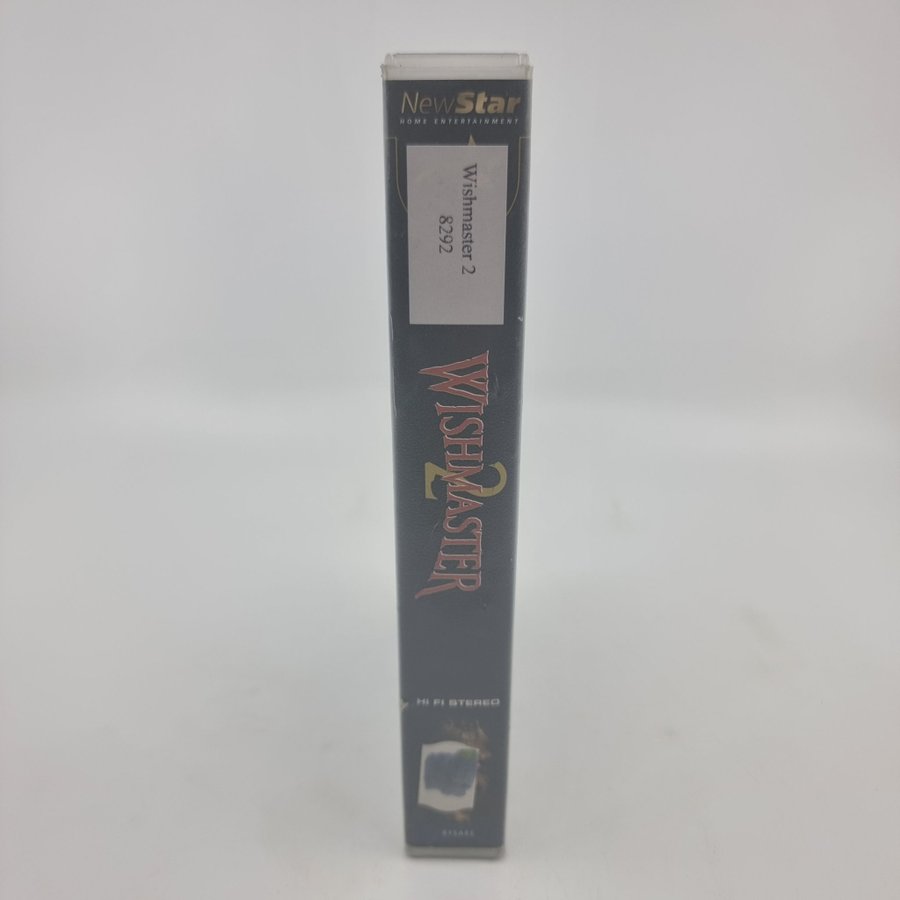 NewStar
HOME ENTERTAINMENT
Wishmaster 2
8292
WISHMASTER
2
HI FI STEREO